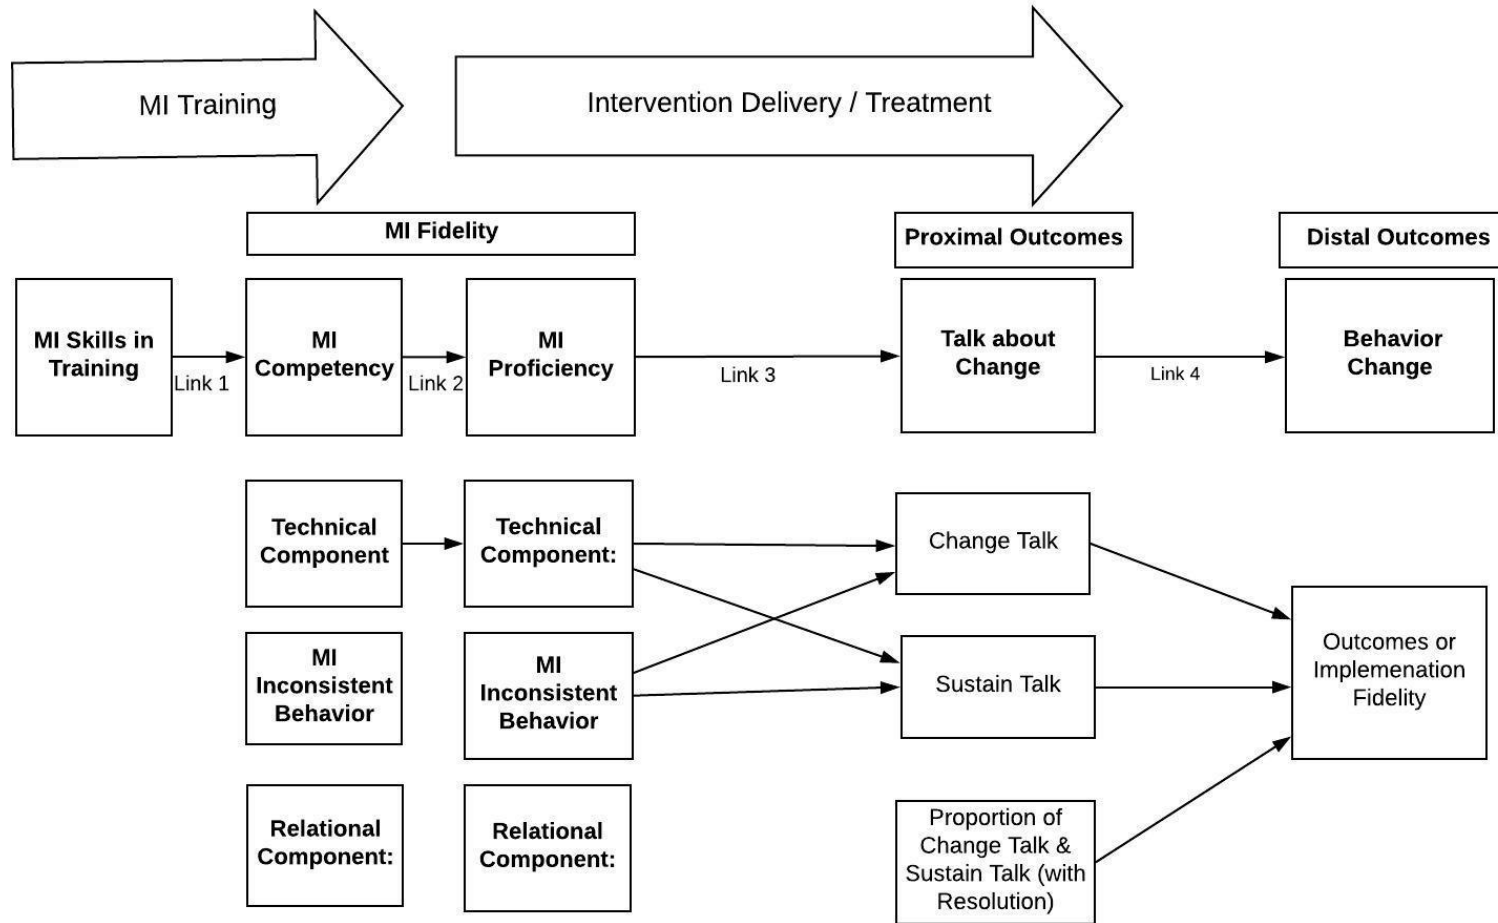 MI Training
Intervention Delivery / Treatment
MI Fidelity
Proximal Outcomes
Distal Outcomes
MI Skills in
Training
Link 1
MI
Competency
Link 2
MI
Proficiency
Link 3
Talk about
Change
Link 4
Behavior
Change
Technical
Component
Technical
Component:
Change Talk
MI
Inconsistent
Behavior
MI
Inconsistent
Behavior
Sustain Talk
Outcomes or
Implemenation
Fidelity
Relational
Component:
Relational
Component:
Proportion of
Change Talk &
Sustain Talk (with
Resolution)